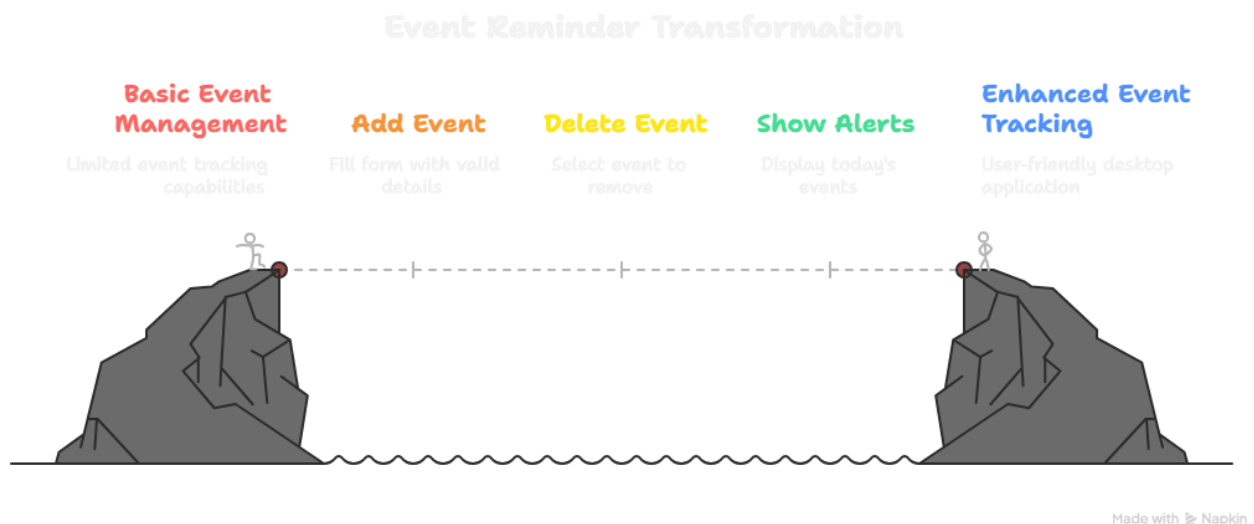 Event Reminder Transformation
Basic Event
Management
Limited event tracking
capabilities
Add Event
Fill form with valid
details
Delete Event
Select event to
remove
Show Alerts
Display today's
events
Enhanced Event
Tracking
User-friendly desktop
application
Made with Napkin